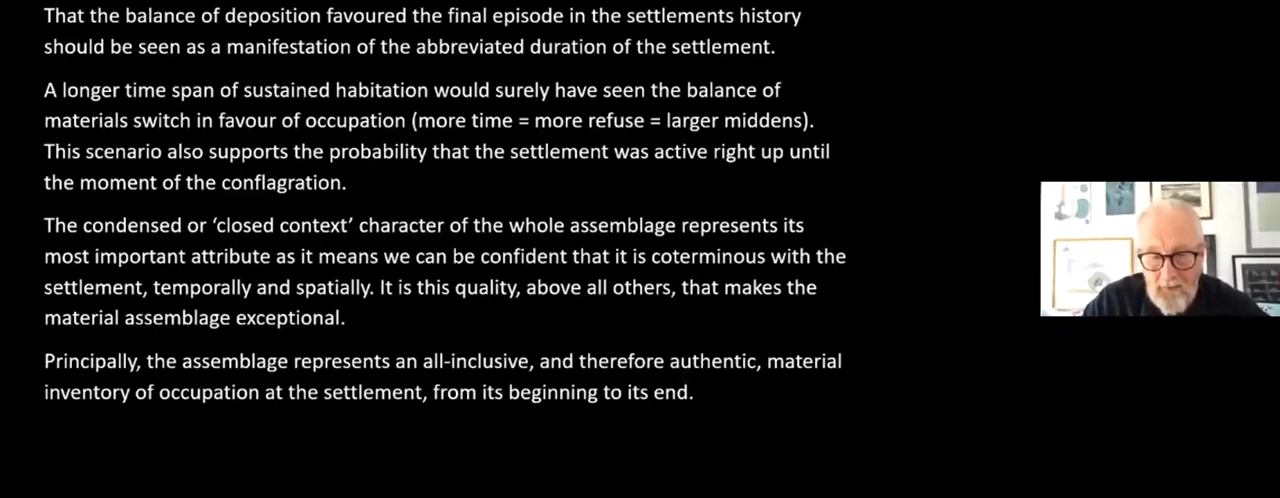 That the balance of deposition favoured the final episode in the settlements history
should be seen as a manifestation of the abbreviated duration of the settlement.
A longer time span of sustained habitation would surely have seen the balance of
materials switch in favour of occupation (more time = more refuse = larger middens).
This scenario also supports the probability that the settlement was active right up until
the moment of the conflagration.
The condensed or ‘closed context’ character of the whole assemblage represents its
most important attribute as it means we can be confident that it is coterminous with the
settlement, temporally and spatially. It is this quality, above all others, that makes the
material assemblage exceptional.
Principally, the assemblage represents an all-inclusive, and therefore authentic, material
inventory of occupation at the settlement, from its beginning to its end.